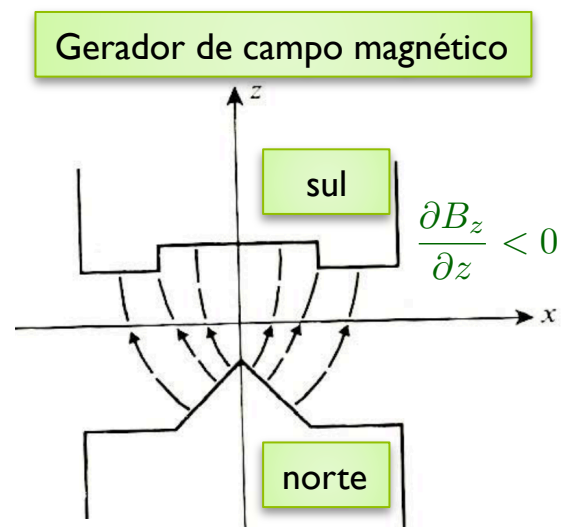 Gerador de campo magnético
z
sul
∂B_z/∂z < 0
x
norte